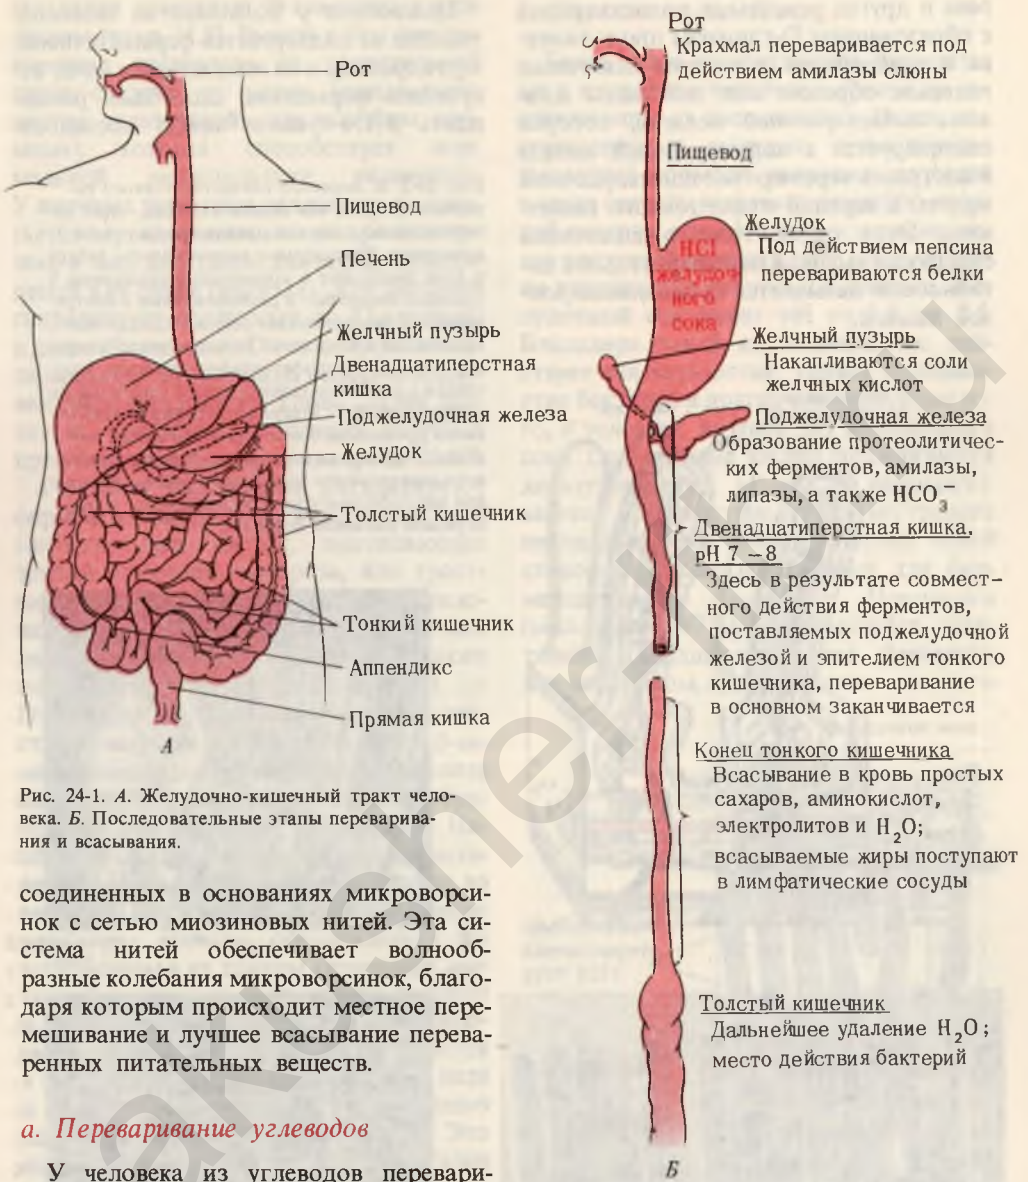 Рот
Пищевод
Печень
Желчный пузырь
Двенадцатиперстная
кишка
Поджелудочная железа
Желудок
Толстый кишечник
Тонкий кишечник
Аппендикс
Прямая кишка
А
Рис. 24-1. А. Желудочно-кишечный тракт чело-
века. Б. Последовательные этапы переварива-
ния и всасывания.
соединенных в основаниях микроворси-
нок с сетью миозиновых нитей. Эта си-
стема нитей обеспечивает волнооб-
разные колебания микроворсинок, благо-
даря которым происходит местное пере-
мешивание и лучшее всасывание перева-
ренных питательных веществ.
а. Переваривание углеводов
У человека из углеводов перевари-
Рот
Крахмал переваривается под
действием амилазы слюны
Пищевод
HCl
желудоч-
ного
сока
Желудок
Под действием пепсина
перевариваются белки
Желчный пузырь
Накапливаются соли
желчных кислот
Поджелудочная железа
Образование протеолитичес-
ких ферментов, амилазы,
липазы, а также HCO₃⁻
Двенадцатиперстная кишка,
pH 7–8
Здесь в результате совмест-
ного действия ферментов,
поставляемых поджелудочной
железой и эпителием тонкого
кишечника, переваривание
в основном заканчивается
Конец тонкого кишечника
Всасывание в кровь простых
сахаров, аминокислот,
электролитов и H₂O;
всасываемые жиры поступают
в лимфатические сосуды
Толстый кишечник
Дальнейшее удаление H₂O;
место действия бактерий
Б
akusher-lib.ru